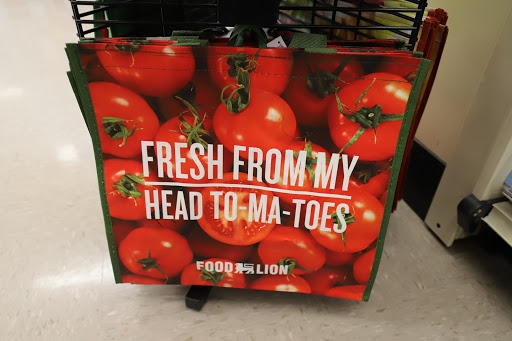 FRESH FROM MY
HEAD TO MA-TOES
FOOD LION